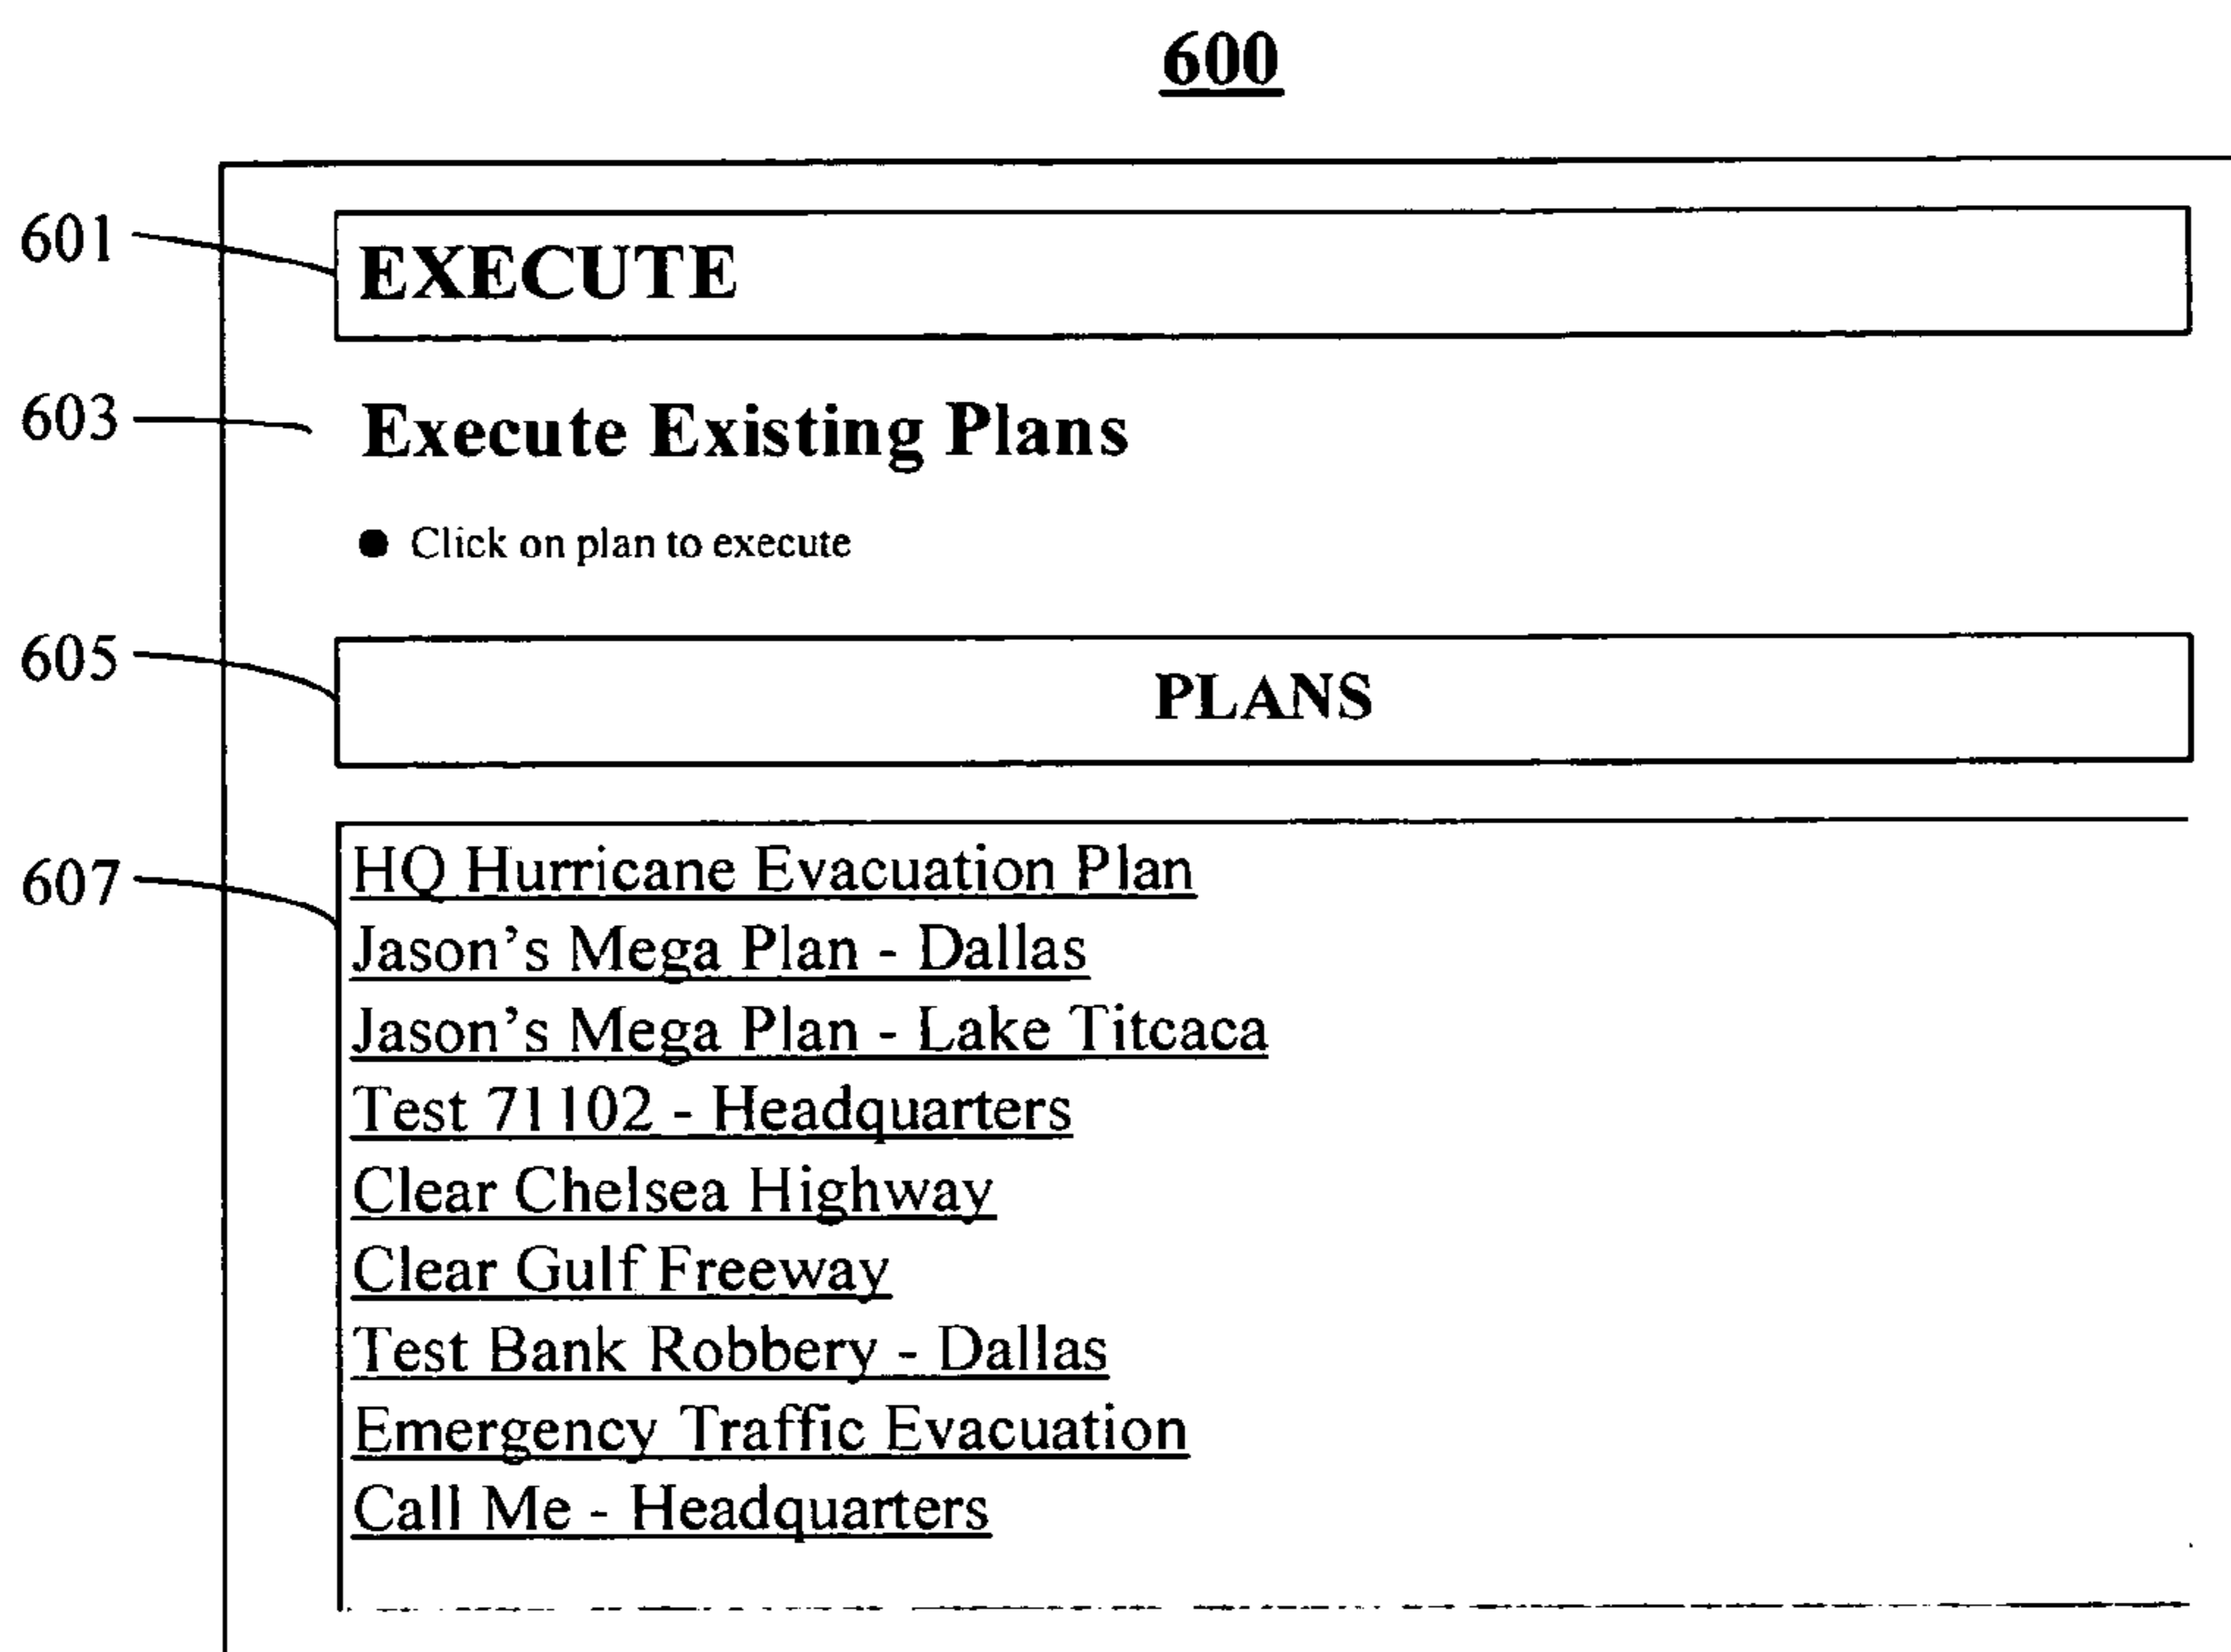 600
601
EXECUTE
603
Execute Existing Plans
● Click on plan to execute
605
PLANS
607
HQ Hurricane Evacuation Plan
Jason's Mega Plan - Dallas
Jason's Mega Plan - Lake Titcaca
Test 71102 - Headquarters
Clear Chelsea Highway
Clear Gulf Freeway
Test Bank Robbery - Dallas
Emergency Traffic Evacuation
Call Me - Headquarters